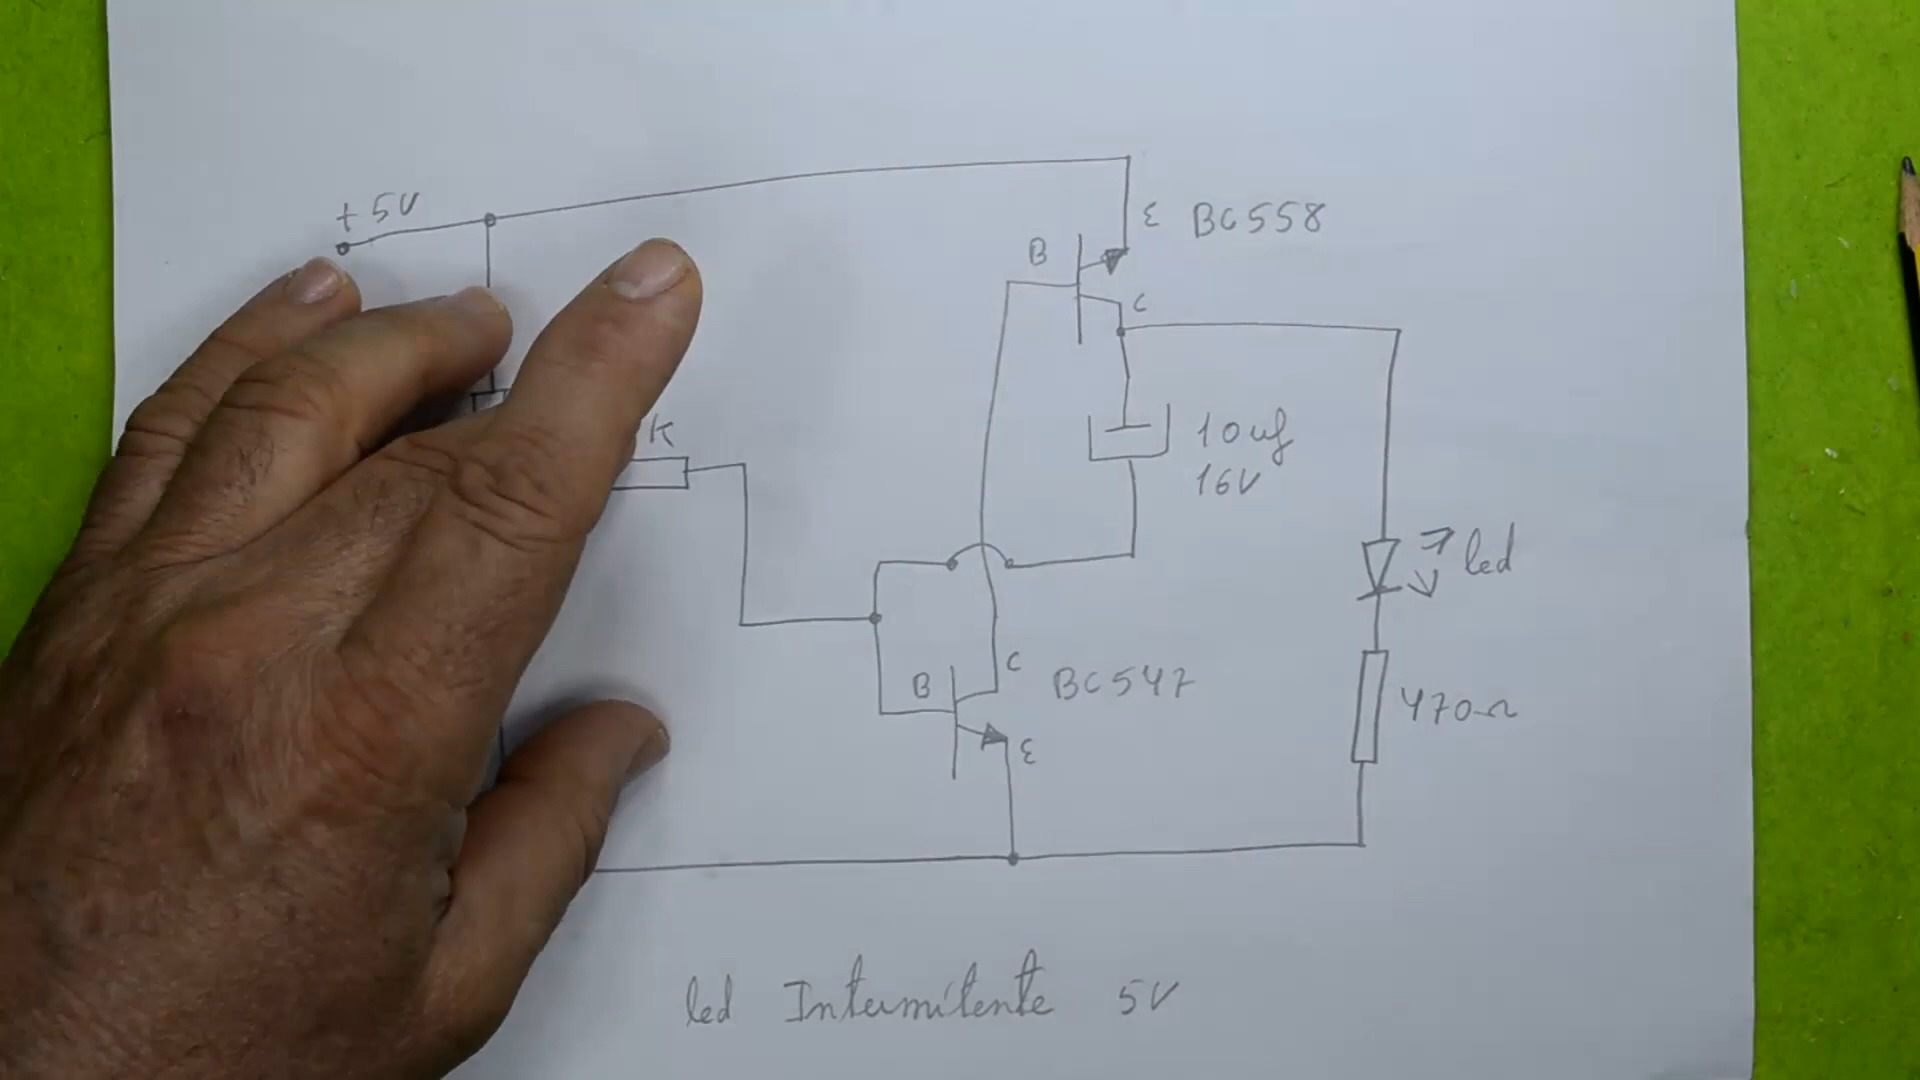 +5V
E BC558
B
C
K
10uf
16V
led
C
B BC547
E
470Ω
led Intermitente 5V